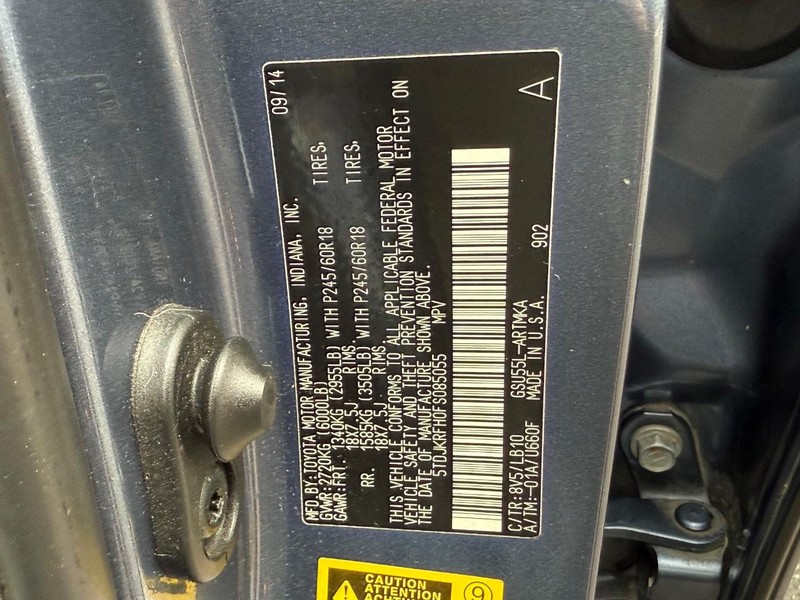 MFD.BY:TOYOTA MOTOR MANUFACTURING, INDIANA, INC. 09/14
GVWR:2720KG (6000LB)
GAWR:FRT. 1340KG (2955LB) WITH P245/60R18 TIRES,
18X7.5J RIMS
RR. 1585KG (3505LB) WITH P245/60R18 TIRES,
18X7.5J RIMS
THIS VEHICLE CONFORMS TO ALL APPLICABLE FEDERAL MOTOR
VEHICLE SAFETY AND THEFT PREVENTION STANDARDS IN EFFECT ON
THE DATE OF MANUFACTURE SHOWN ABOVE.
5TDJKRFH0FS085055 MPV
C/TR:8V5/LB10 GSU55L-ARTMKA 902
A/TM:-01A/U660F MADE IN U.S.A. A
CAUTION
ATTENTION
9